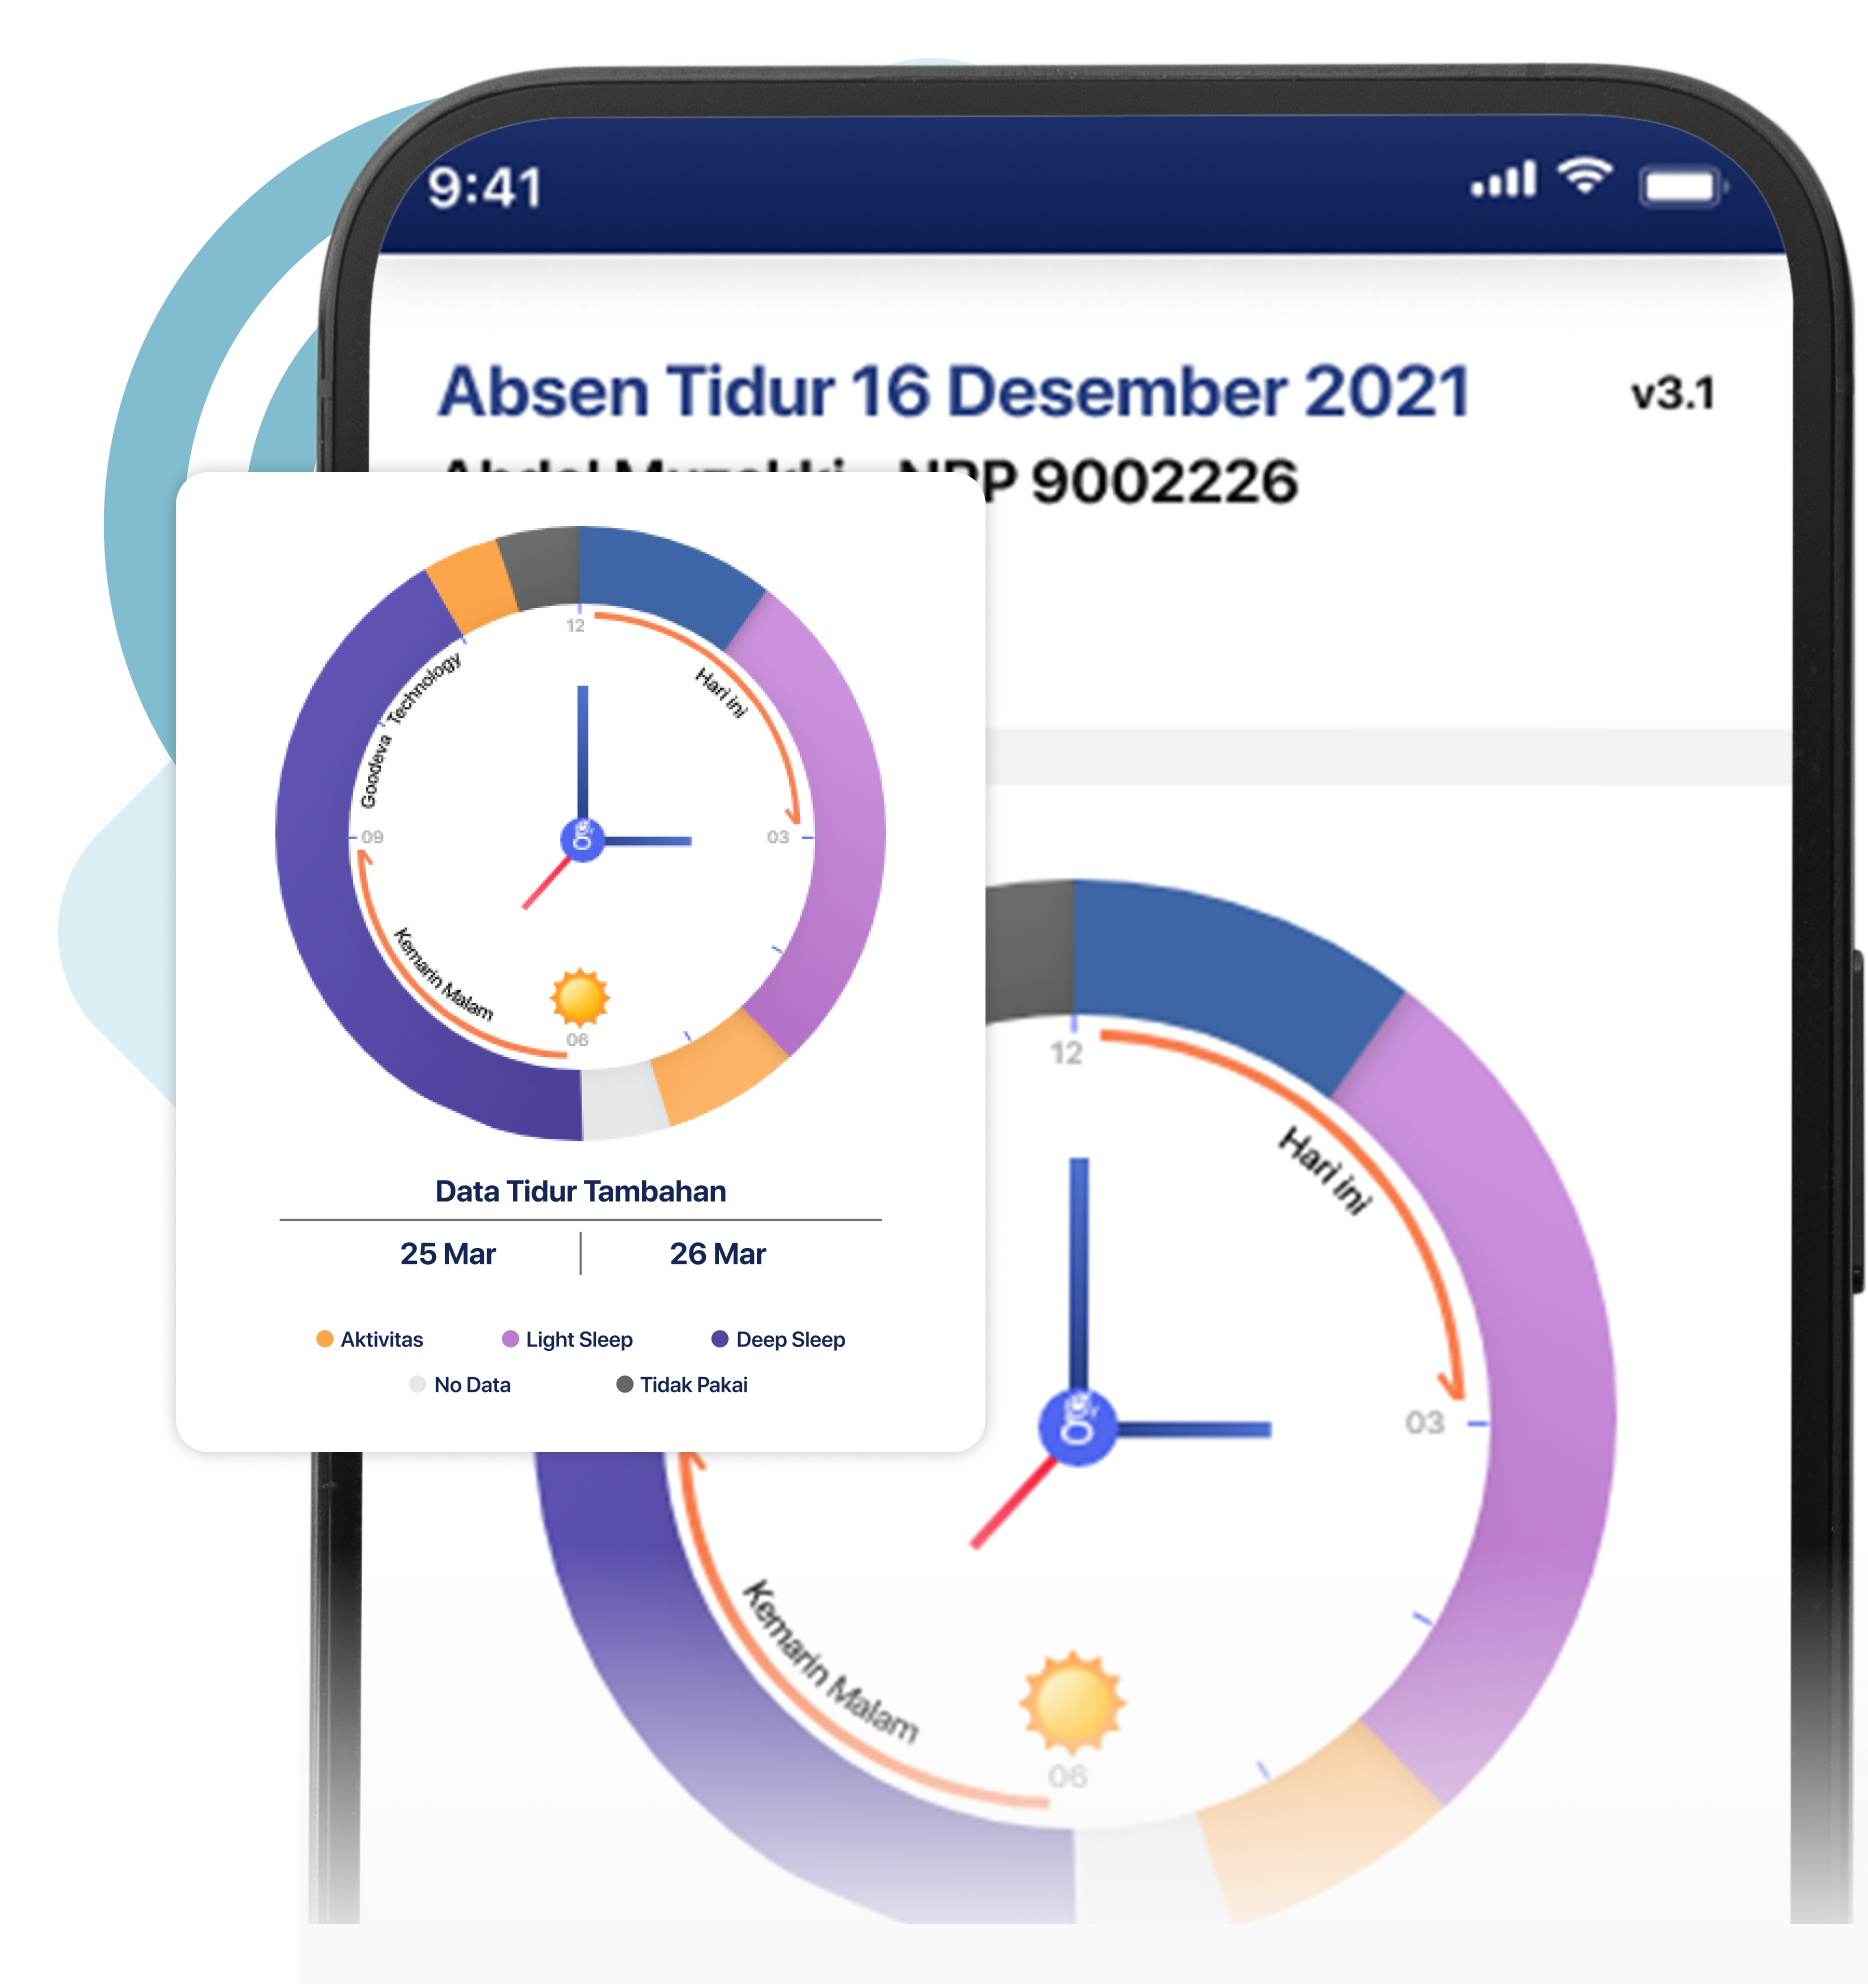 9:41
Absen Tidur 16 Desember 2021
v3.1
NPP 9002226
12
Hari ini
03
Goodeva Technology
09
Kemarin Malam
06
Data Tidur Tambahan
25 Mar
26 Mar
Aktivitas
Light Sleep
Deep Sleep
No Data
Tidak Pakai
12
Hari ini
03
Kemarin Malam
06